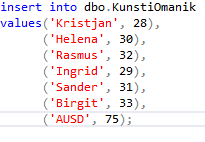 insert into dbo.KunstiOmanik
values('Kristjan', 28),
('Helena', 30),
('Rasmus', 32),
('Ingrid', 29),
('Sander', 31),
('Birgit', 33),
('AUSD', 75);